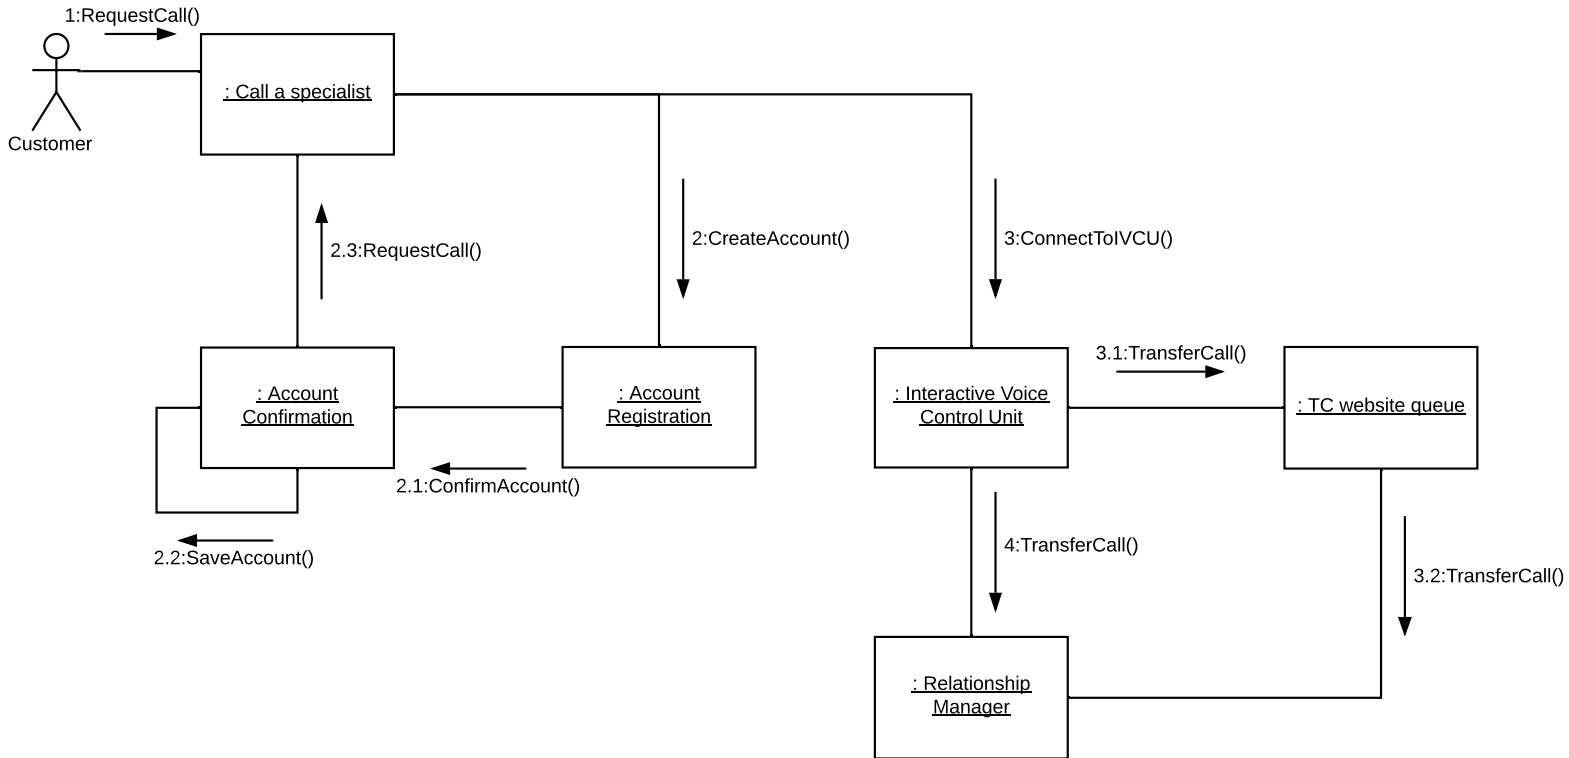 1:RequestCall()
: Call a specialist
Customer
2.3:RequestCall()
2:CreateAccount()
3:ConnectToIVCU()
3.1:TransferCall()
: Account
Confirmation
: Account
Registration
: Interactive Voice
Control Unit
: TC website queue
2.1:ConfirmAccount()
2.2:SaveAccount()
4:TransferCall()
3.2:TransferCall()
: Relationship
Manager